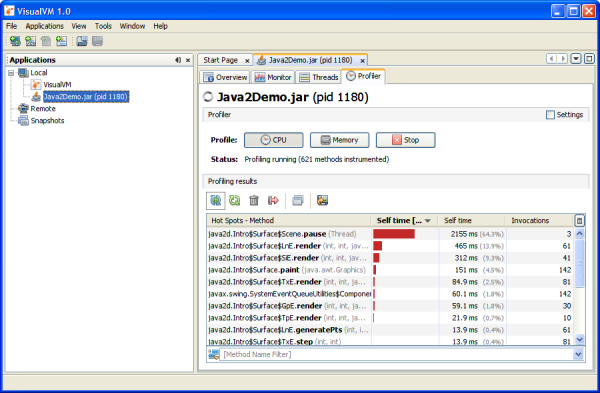 VisualVM 1.0
File Applications View Tools Window Help
Applications
Local
VisualVM
Java2Demo.jar (pid 1180)
Remote
Snapshots
Start Page
Java2Demo.jar (pid 1180)
Overview Monitor Threads Profiler
Java2Demo.jar (pid 1180)
Profiler Settings
Profile: CPU Memory Stop
Status: Profiling running (621 methods instrumented)
Profiling results
Hot Spots - Method Self time [... Self time Invocations
java2d.Intro$Surface$Scene.pause (Thread) 2155 ms (64.3%) 3
java2d.Intro$Surface$LnE.render (int, int, jav... 465 ms (13.9%) 61
java2d.Intro$Surface$SiE.render (int, int, jav... 312 ms (9.3%) 41
java2d.Intro$Surface.paint (java.awt.Graphics) 151 ms (4.5%) 142
java2d.Intro$Surface$TxE.render (int, int, ja... 84.9 ms (2.5%) 61
javax.swing.SystemEventQueueUtilities$Compone 60.1 ms (1.8%) 142
java2d.Intro$Surface$GpE.render (int, int, ja... 59.1 ms (1.8%) 30
java2d.Intro$Surface$TpE.render (int, int, ja... 21.9 ms (0.7%) 10
java2d.Intro$Surface$LnE.generatePts (int, i... 13.9 ms (0.4%) 61
java2d.Intro$Surface$TxE.step (int, int) 13.9 ms (0.4%) 81
[Method Name Filter]